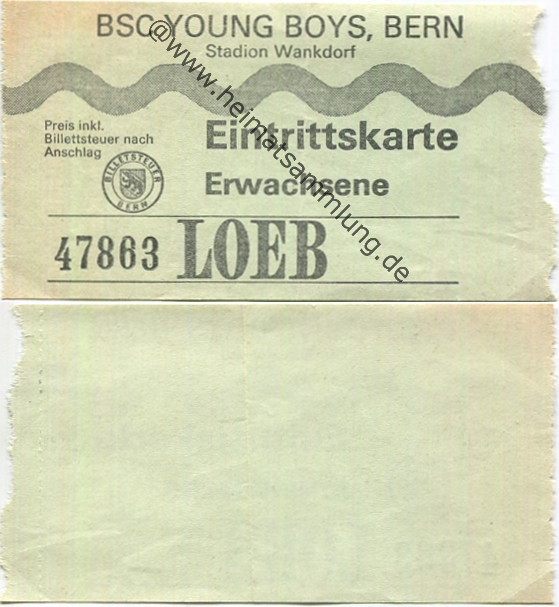 BSC YOUNG BOYS, BERN
Stadion Wankdorf
Preis inkl.
Billettsteuer nach
Anschlag
Eintrittskarte
Erwachsene
BILLETSTEUER
BERN
47863
LOEB
@www.heimatsammlung.de